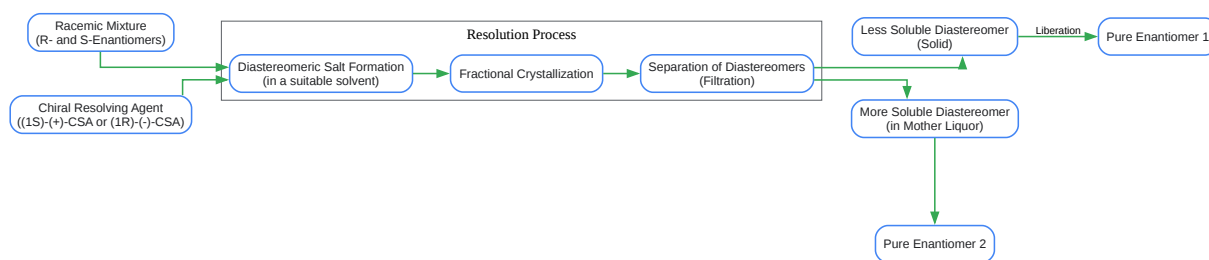 Racemic Mixture
(R- and S-Enantiomers)
Chiral Resolving Agent
((1S)-(+)-CSA or (1R)-(-)-CSA)
Resolution Process
Diastereomeric Salt Formation
(in a suitable solvent)
Fractional Crystallization
Separation of Diastereomers
(Filtration)
Less Soluble Diastereomer
(Solid)
Liberation
Pure Enantiomer 1
More Soluble Diastereomer
(in Mother Liquor)
Pure Enantiomer 2